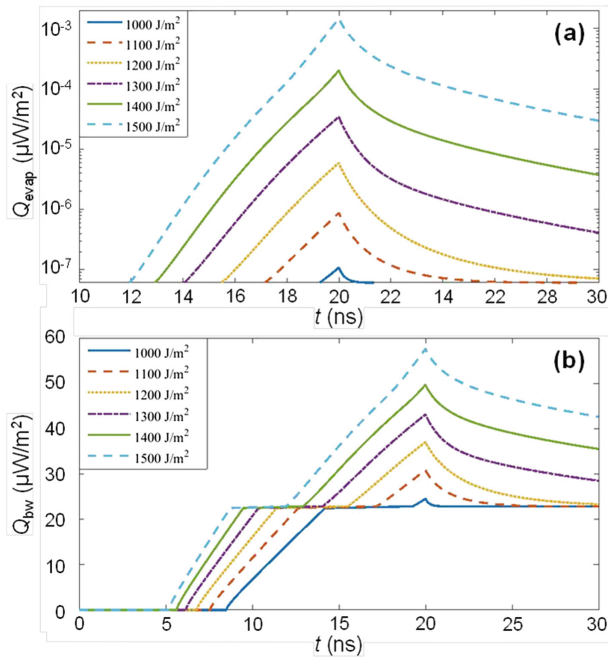 (a)
1000 J/m²
1100 J/m²
1200 J/m²
1300 J/m²
1400 J/m²
1500 J/m²
Q_evap (μW/m²)
10⁻³
10⁻⁴
10⁻⁵
10⁻⁶
10⁻⁷
10 12 14 16 18 20 22 14 22 28 30
t (ns)
(b)
1000 J/m²
1100 J/m²
1200 J/m²
1300 J/m²
1400 J/m²
1500 J/m²
Q_bw (μW/m²)
60
50
40
30
20
10
0
0 5 10 15 20 25 30
t (ns)